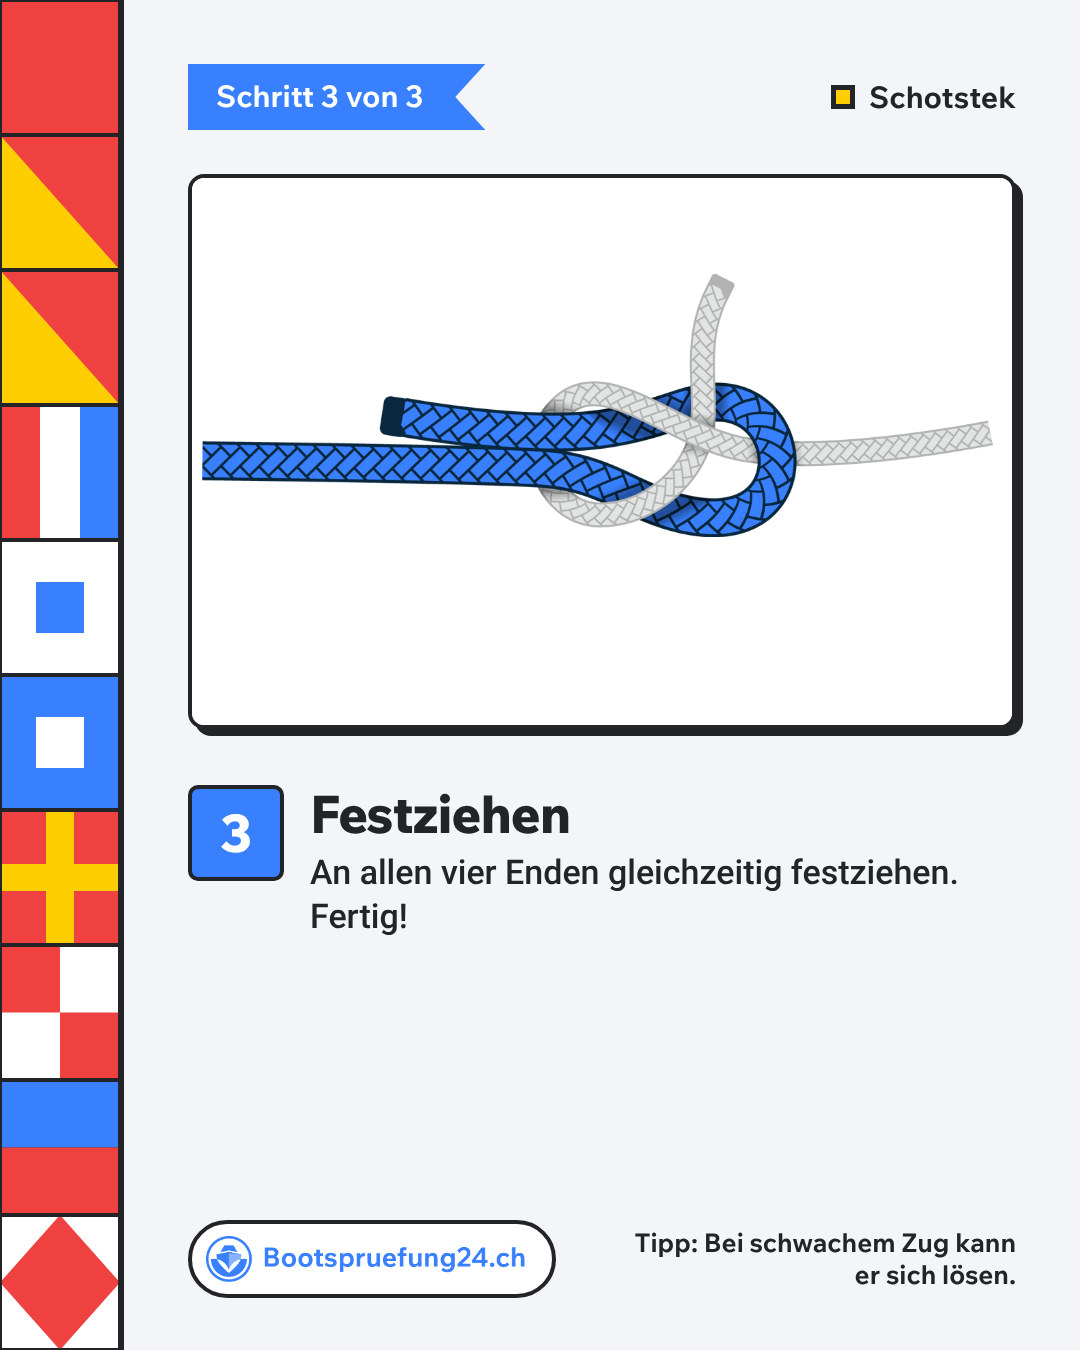 Schritt 3 von 3
Schotstek
3
Festziehen
An allen vier Enden gleichzeitig festziehen.
Fertig!
Bootspruefung24.ch
Tipp: Bei schwachem Zug kann
er sich lösen.